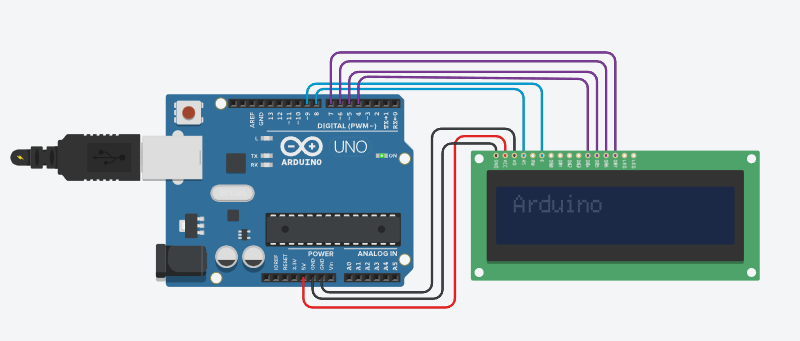 AREF
GND
13
12
~11
~10
~9
8
7
~6
~5
4
~3
2
TX→1
RX←0
DIGITAL (PWM~)
L
TX
RX
UNO
ON
ARDUINO
Arduino
POWER
ANALOG IN
IOREF
RESET
3.3V
5V
GND
GND
Vin
A0
A1
A2
A3
A4
A5